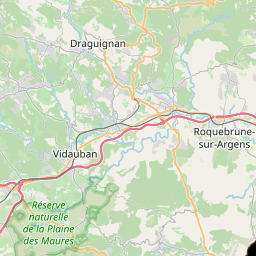 Draguignan
Vidauban
Roquebrune-
sur-Argens
Réserve
naturelle
de la Plaine
des Maures